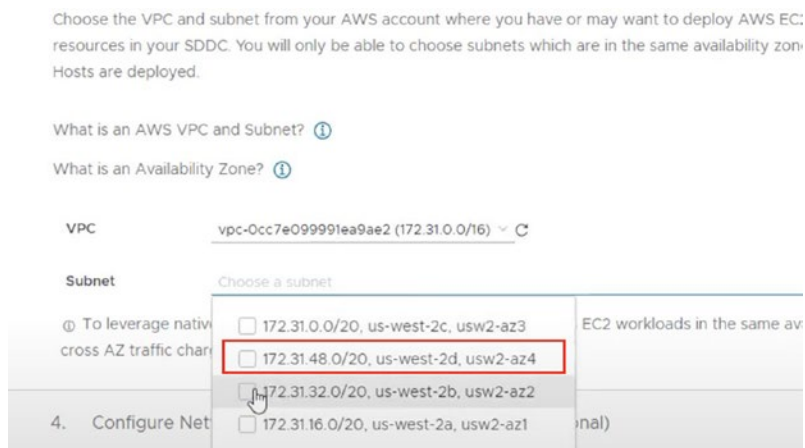 Choose the VPC and subnet from your AWS account where you have or may want to deploy AWS EC2
resources in your SDDC. You will only be able to choose subnets which are in the same availability zon
Hosts are deployed.
What is an AWS VPC and Subnet?
What is an Availability Zone?
VPC vpc-0cc7e099991ea9ae2 (172.31.0.0/16)
Subnet Choose a subnet
To leverage nativ EC2 workloads in the same av
cross AZ traffic char
172.31.0.0/20, us-west-2c, usw2-az3
172.31.48.0/20, us-west-2d, usw2-az4
172.31.32.0/20, us-west-2b, usw2-az2
172.31.16.0/20, us-west-2a, usw2-az1
4. Configure Net onal)